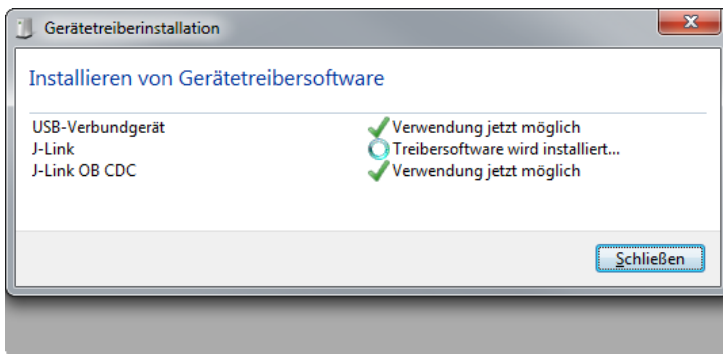 Gerätetreiberinstallation
Installieren von Gerätetreibersoftware
USB-Verbundgerät Verwendung jetzt möglich
J-Link Treibersoftware wird installiert...
J-Link OB CDC Verwendung jetzt möglich
Schließen